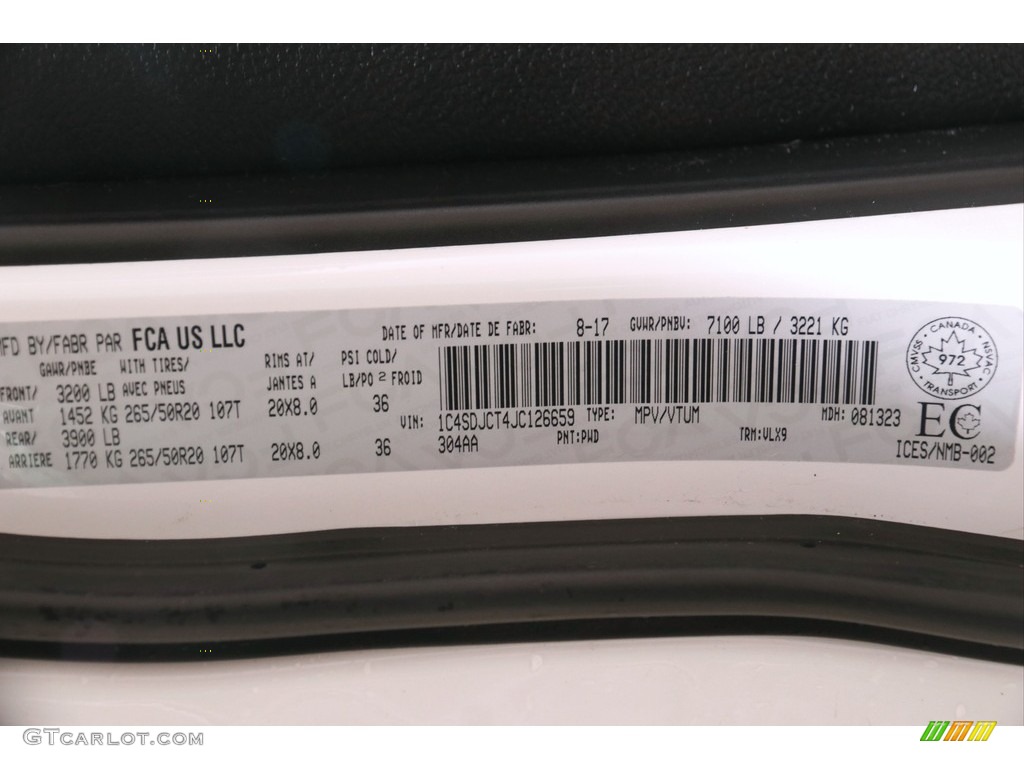 MFD BY/FABR PAR FCA US LLC
DATE OF MFR/DATE DE FABR: 8-17 GVWR/PNBV: 7100 LB / 3221 KG
GAWR/PNBE WITH TIRES/ RIMS AT/ PSI COLD/
AVEC PNEUS JANTES A LB/PO2 FROID
FRONT/ 3200 LB
AVANT 1452 KG 265/50R20 107T 20X8.0 36
REAR/ 3900 LB
ARRIERE 1770 KG 265/50R20 107T 20X8.0 36
VIN: 1C4SDJCT4JC126659 TYPE: MPV/VTUM MDH: 081323
304AA PNT:PWD TRM:VLX9
CANADA
CMVSS 972 NSVAC
TRANSPORT
EC
ICES/NMB-002
GTCARLOT.COM